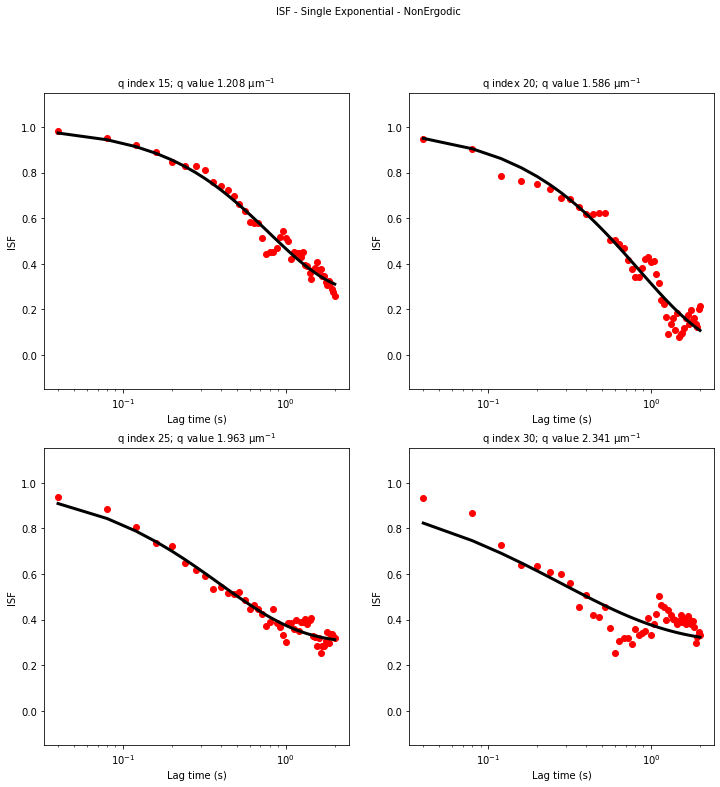 ISF - Single Exponential - NonErgodic
q index 15; q value 1.208 μm⁻¹
q index 20; q value 1.586 μm⁻¹
ISF
1.0
0.8
0.6
0.4
0.2
0.0
10⁻¹
10⁰
Lag time (s)
ISF
1.0
0.8
0.6
0.4
0.2
0.0
10⁻¹
10⁰
Lag time (s)
q index 25; q value 1.963 μm⁻¹
q index 30; q value 2.341 μm⁻¹
ISF
1.0
0.8
0.6
0.4
0.2
0.0
10⁻¹
10⁰
Lag time (s)
ISF
1.0
0.8
0.6
0.4
0.2
0.0
10⁻¹
10⁰
Lag time (s)